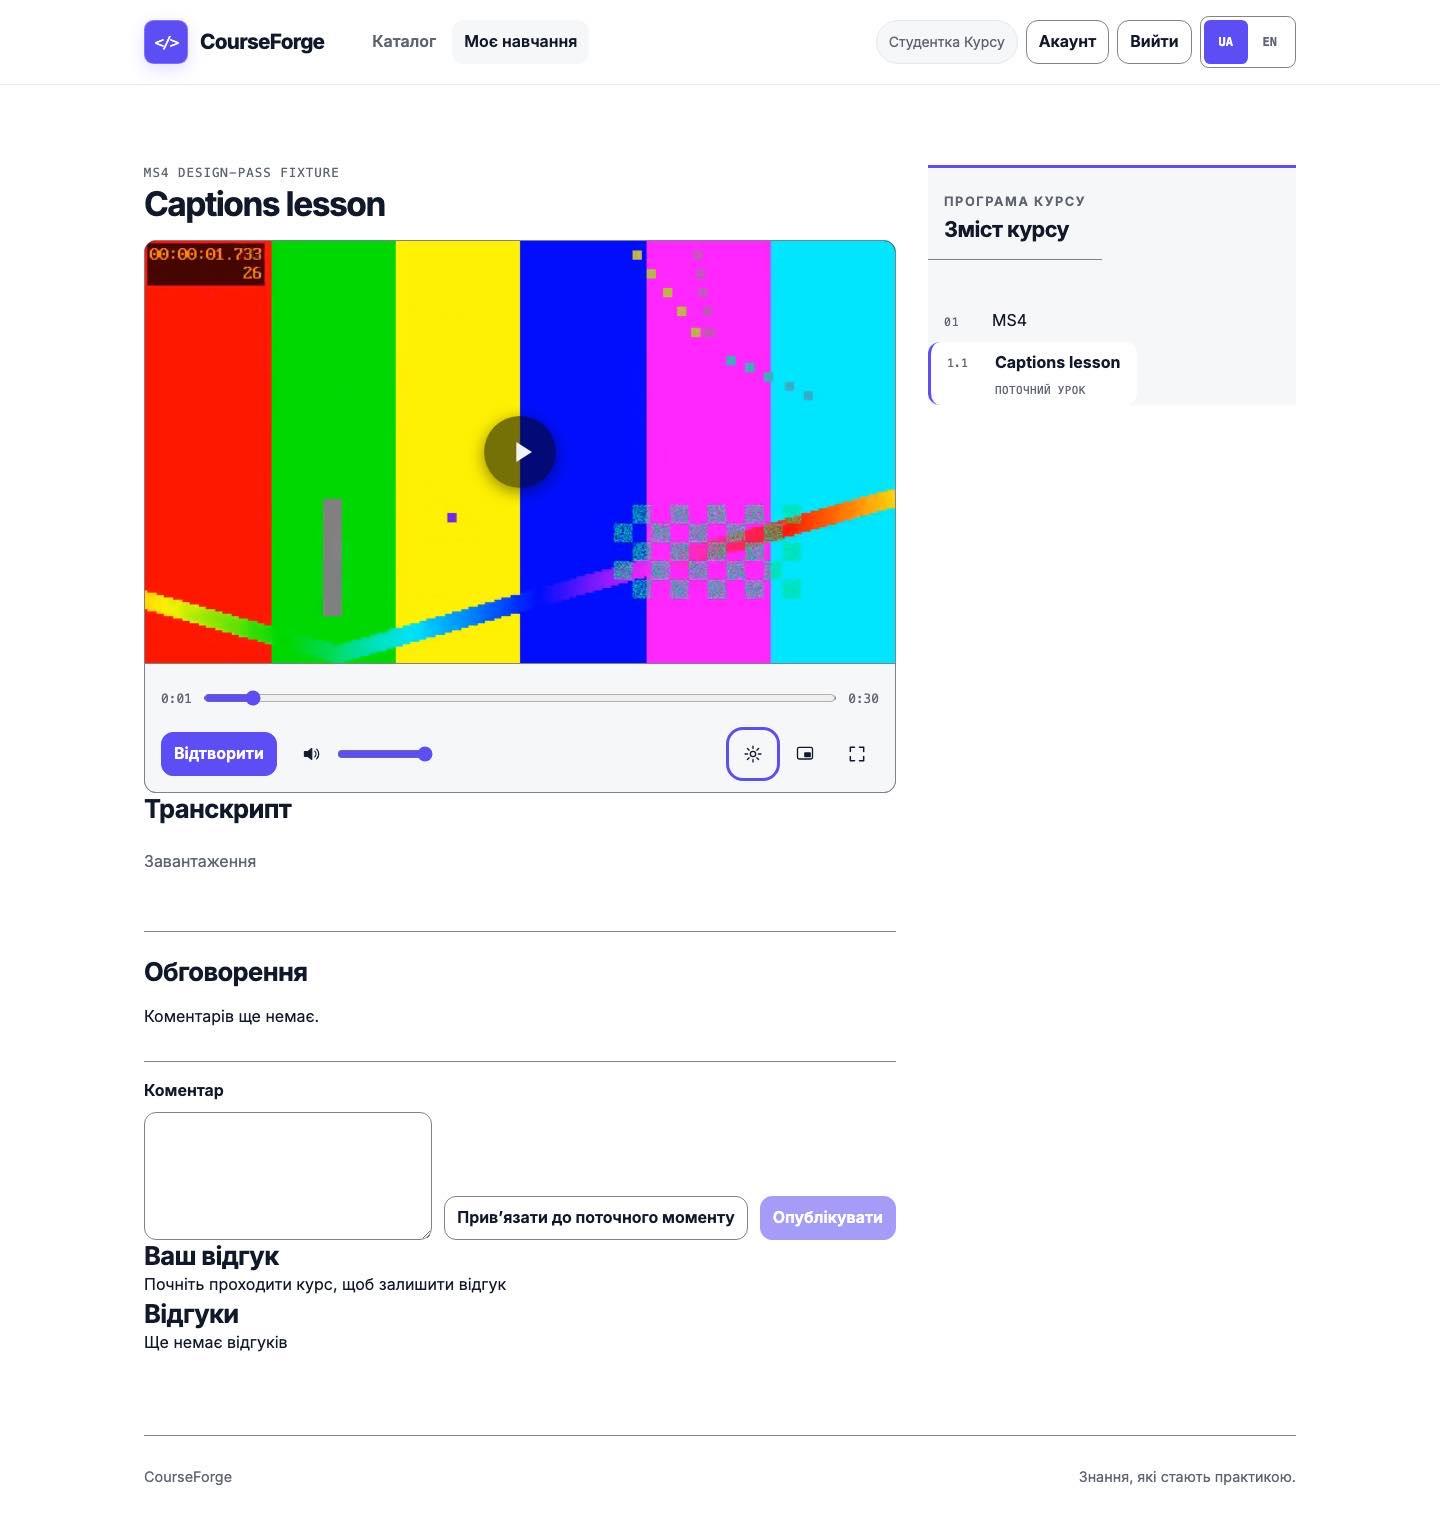 </> CourseForge Каталог Моє навчання Студентка Курсу Акаунт Вийти UA EN
MS4 DESIGN-PASS FIXTURE
Captions lesson
00:00:01.733
26
0:01 0:30
Відтворити
Транскрипт
Завантаження
Обговорення
Коментарів ще немає.
Коментар
Прив’язати до поточного моменту Опублікувати
Ваш відгук
Почніть проходити курс, щоб залишити відгук
Відгуки
Ще немає відгуків
ПРОГРАМА КУРСУ
Зміст курсу
01 MS4
1.1 Captions lesson
ПОТОЧНИЙ УРОК
CourseForge Знання, які стають практикою.